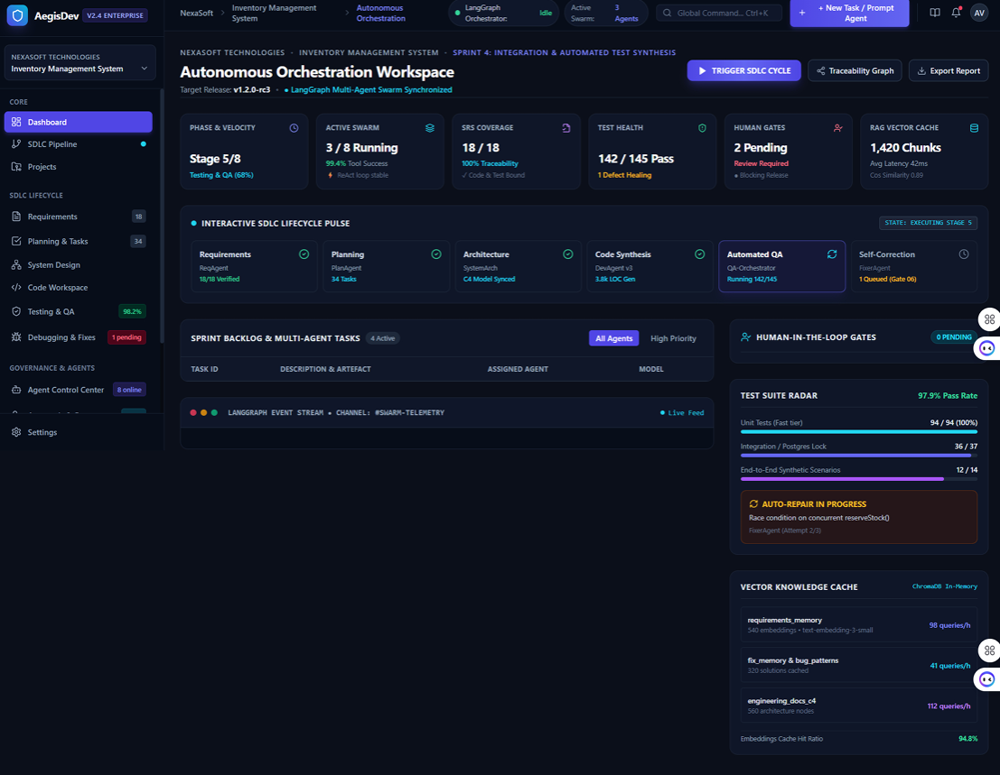 AegisDev V2.4 ENTERPRISE
NEXASOFT TECHNOLOGIES
Inventory Management System
CORE
Dashboard
SDLC Pipeline
Projects
SDLC LIFECYCLE
Requirements 18
Planning & Tasks 34
System Design
Code Workspace
Testing & QA 98.2%
Debugging & Fixes 1 pending
GOVERNANCE & AGENTS
Agent Control Center 8 online
Settings
NexaSoft
Inventory Management
System
Autonomous
Orchestration
LangGraph
Orchestrator:
Idle
Active
Swarm:
3
Agents
Global Command... Ctrl+K
+ New Task / Prompt
Agent
AV
NEXASOFT TECHNOLOGIES • INVENTORY MANAGEMENT SYSTEM • SPRINT 4: INTEGRATION & AUTOMATED TEST SYNTHESIS
Autonomous Orchestration Workspace
Target Release: v1.2.0-rc3 • LangGraph Multi-Agent Swarm Synchronized
TRIGGER SDLC CYCLE
Traceability Graph
Export Report
PHASE & VELOCITY
Stage 5/8
Testing & QA (68%)
ACTIVE SWARM
3 / 8 Running
99.4% Tool Success
ReAct loop stable
SRS COVERAGE
18 / 18
100% Traceability
✓ Code & Test Bound
TEST HEALTH
142 / 145 Pass
1 Defect Healing
HUMAN GATES
2 Pending
Review Required
● Blocking Release
RAG VECTOR CACHE
1,420 Chunks
Avg Latency 42ms
Cos Similarity 0.89
INTERACTIVE SDLC LIFECYCLE PULSE
STATE: EXECUTING STAGE 5
Requirements
ReqAgent
18/18 Verified
Planning
PlanAgent
34 Tasks
Architecture
SystemArch
C4 Model Synced
Code Synthesis
DevAgent v3
3.8k LOC Gen
Automated QA
QA-Orchestrator
Running 142/145
Self-Correction
FixerAgent
1 Queued (Gate 06)
SPRINT BACKLOG & MULTI-AGENT TASKS 4 Active
All Agents
High Priority
TASK ID DESCRIPTION & ARTEFACT ASSIGNED AGENT MODEL
LANGGRAPH EVENT STREAM • CHANNEL: #SWARM-TELEMETRY
Live Feed
HUMAN-IN-THE-LOOP GATES
0 PENDING
TEST SUITE RADAR 97.9% Pass Rate
Unit Tests (Fast tier) 94 / 94 (100%)
Integration / Postgres Lock 36 / 37
End-to-End Synthetic Scenarios 12 / 14
AUTO-REPAIR IN PROGRESS
Race condition on concurrent reserveStock()
FixerAgent (Attempt 2/3)
VECTOR KNOWLEDGE CACHE ChromaDB In-Memory
requirements_memory
540 embeddings • text-embedding-3-small
98 queries/h
fix_memory & bug_patterns
320 solutions cached
41 queries/h
engineering_docs_c4
560 architecture nodes
112 queries/h
Embeddings Cache Hit Ratio 94.8%